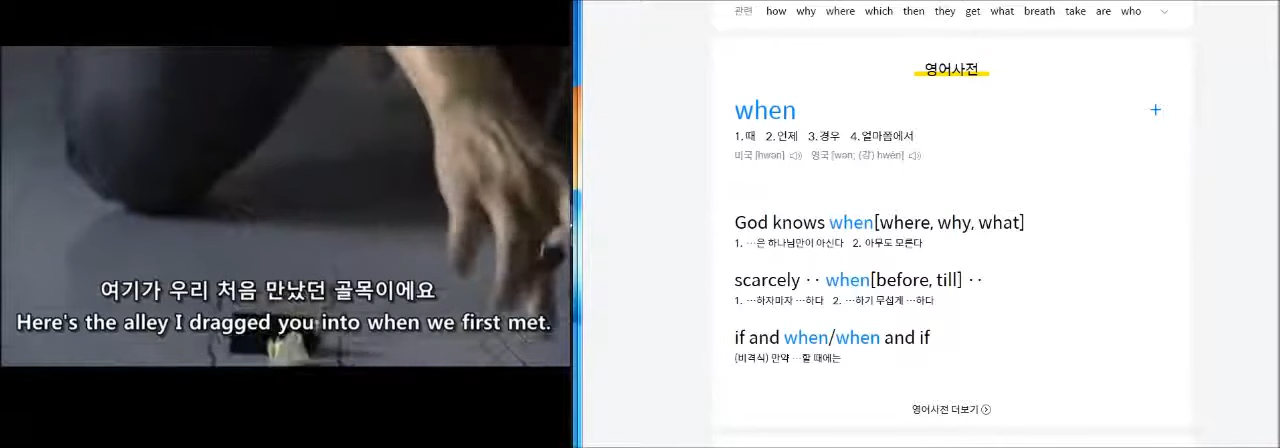 여기가 우리 처음 만났던 골목이에요
Here's the alley I dragged you into when we first met.
관련 how why where which then they get what breath take are who
영어사전
when
1.때 2.언제 3.경우 4.얼마쯤에서
미국 [hwən] 영국 [wən; (강) hwén]
God knows when[where, why, what]
1. …은 하나님만이 아신다 2. 아무도 모른다
scarcely ‥ when[before, till] ‥
1. …하자마자 …하다 2. …하기 무섭게 …하다
if and when/when and if
(비격식) 만약 …할 때에는
영어사전 더보기